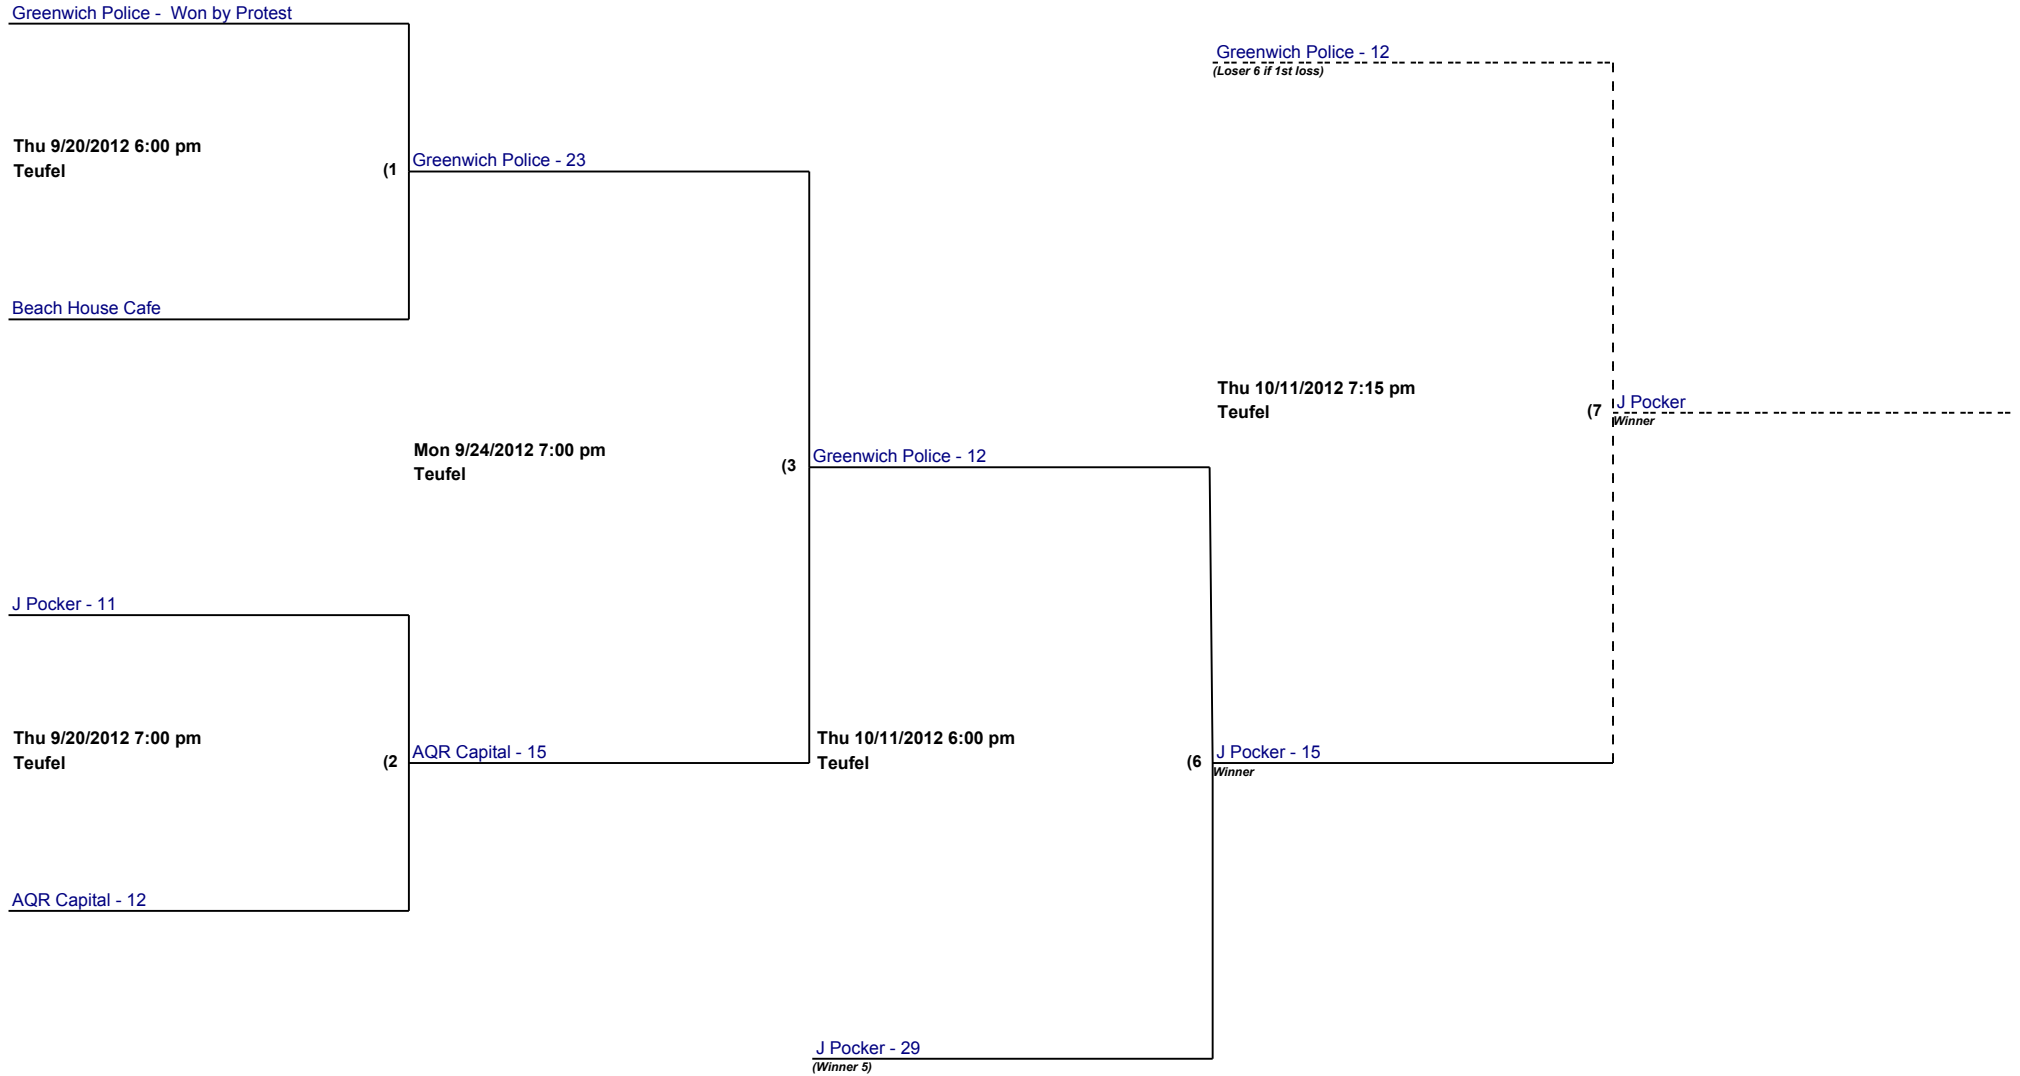 Greenwich Police -  Won by Protest
Greenwich Police - 12
(Loser 6 if 1st loss)
Thu 9/20/2012 6:00 pm
Teufel
(1
Greenwich Police - 23
Beach House Cafe
Thu 10/11/2012 7:15 pm
Teufel
(7
J Pocker
Winner
Mon 9/24/2012 7:00 pm
Teufel
(3
Greenwich Police - 12
J Pocker - 11
Thu 9/20/2012 7:00 pm
Teufel
(2
AQR Capital - 15
Thu 10/11/2012 6:00 pm
Teufel
(6
J Pocker - 15
Winner
AQR Capital - 12
J Pocker - 29
(Winner 5)